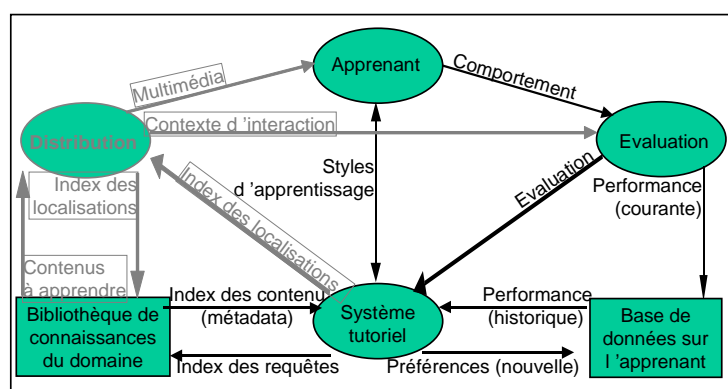 Multimédia
Apprenant
Comportement
Distribution
Contexte d 'interaction
Evaluation
Index des
localisations
Styles
d 'apprentissage
Index des localisations
Evaluation
Performance
(courante)
Contenus
à apprendre
Bibliothèque de
connaissances
du domaine
Index des contenu
(métadata)
Système
tutoriel
Performance
(historique)
Base de
données sur
l 'apprenant
Index des requêtes
Préférences (nouvelle)